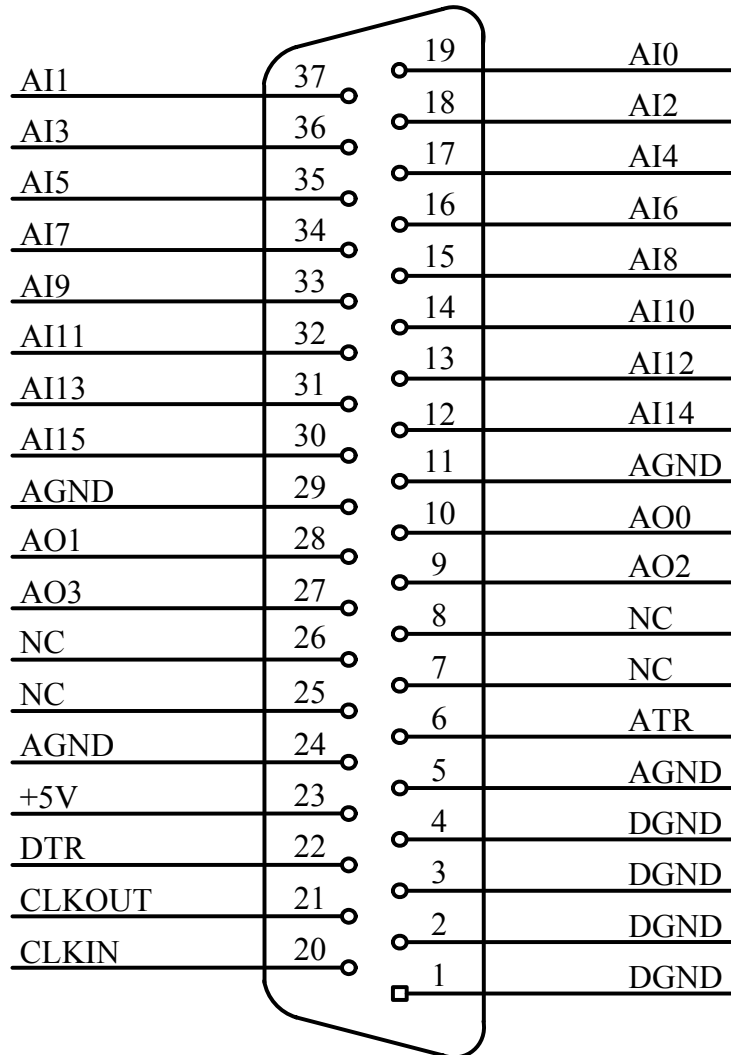 19 AI0
AI1 37
18 AI2
AI3 36
17 AI4
AI5 35
16 AI6
AI7 34
15 AI8
AI9 33
14 AI10
AI11 32
13 AI12
AI13 31
12 AI14
AI15 30
11 AGND
AGND 29
10 AO0
AO1 28
9 AO2
AO3 27
8 NC
NC 26
7 NC
NC 25
6 ATR
AGND 24
5 AGND
+5V 23
4 DGND
DTR 22
3 DGND
CLKOUT 21
2 DGND
CLKIN 20
1 DGND